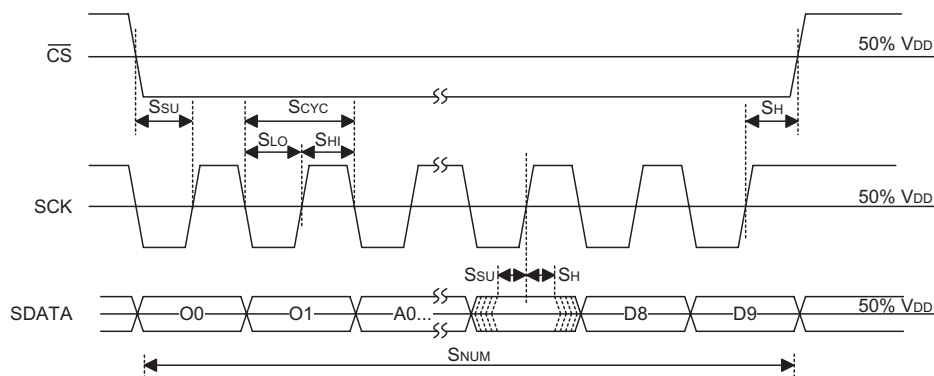 CS
50% VDD
SSU
SCYC
SH
SLO
SHI
SCK
50% VDD
SSU
SH
SDATA
O0
O1
A0...
D8
D9
50% VDD
SNUM